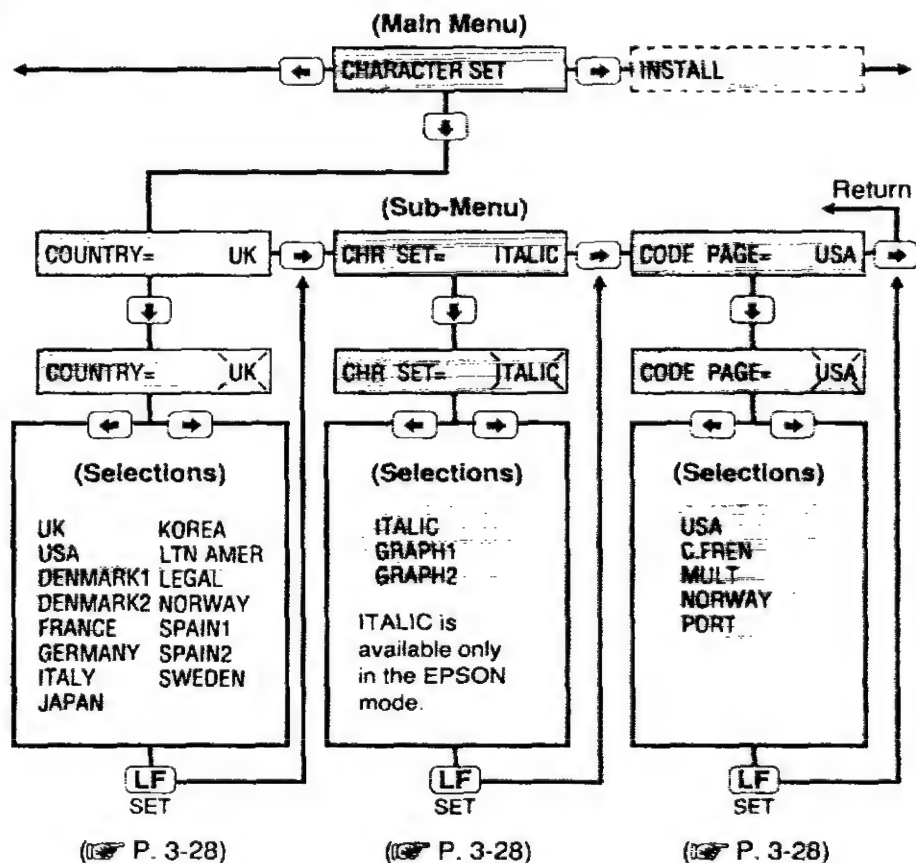 (Main Menu)
CHARACTER SET
INSTALL
Return
(Sub-Menu)
COUNTRY= UK
CHR SET= ITALIC
CODE PAGE= USA
COUNTRY= UK
CHR SET= ITALIC
CODE PAGE= USA
(Selections)
UK KOREA
USA LTN AMER
DENMARK1 LEGAL
DENMARK2 NORWAY
FRANCE SPAIN1
GERMANY SPAIN2
ITALY SWEDEN
JAPAN
LF
SET
(☞ P. 3-28)
(Selections)
ITALIC
GRAPH1
GRAPH2
ITALIC is
available only
in the EPSON
mode.
LF
SET
(☞ P. 3-28)
(Selections)
USA
C.FREN
MULT
NORWAY
PORT
LF
SET
(☞ P. 3-28)